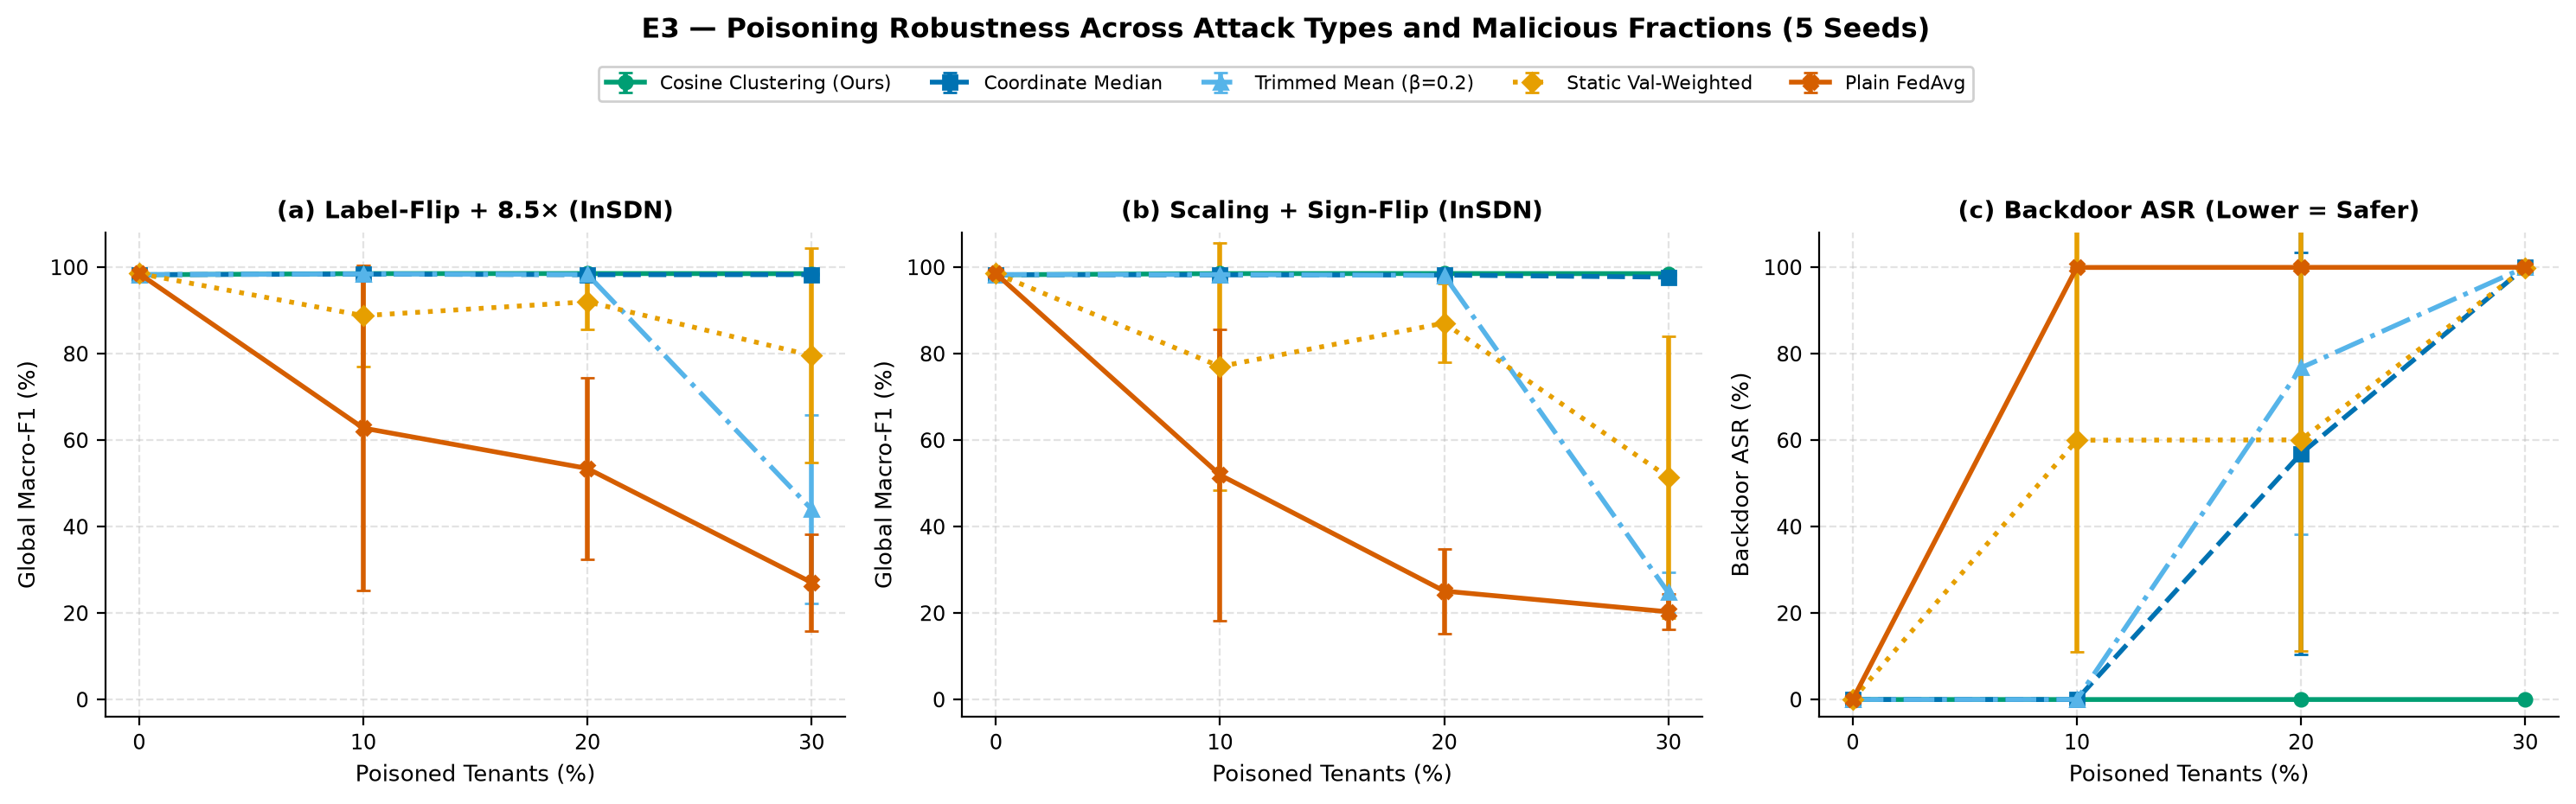 E3 — Poisoning Robustness Across Attack Types and Malicious Fractions (5 Seeds)
Cosine Clustering (Ours) Coordinate Median Trimmed Mean (β=0.2) Static Val-Weighted Plain FedAvg
(a) Label-Flip + 8.5× (InSDN)
Global Macro-F1 (%)
100
80
60
40
20
0
0 10 20 30
Poisoned Tenants (%)
(b) Scaling + Sign-Flip (InSDN)
Global Macro-F1 (%)
100
80
60
40
20
0
0 10 20 30
Poisoned Tenants (%)
(c) Backdoor ASR (Lower = Safer)
Backdoor ASR (%)
100
80
60
40
20
0
0 10 20 30
Poisoned Tenants (%)